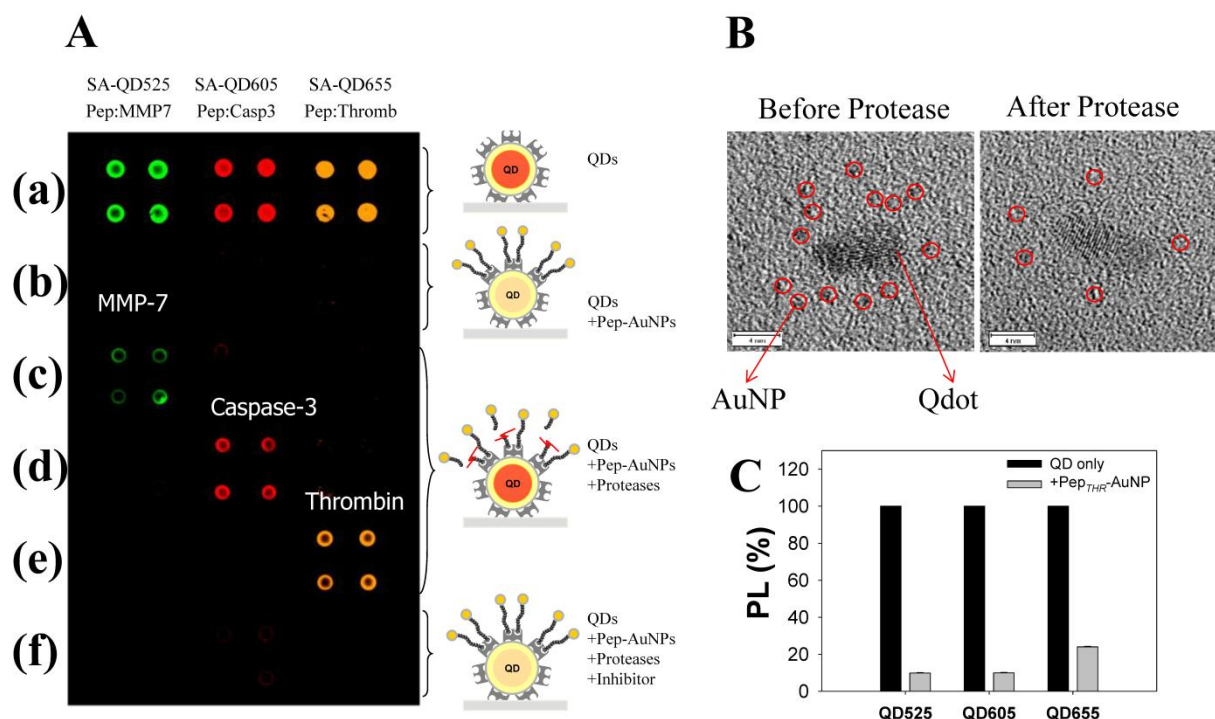 A
SA-QD525 SA-QD605 SA-QD655
Pep:MMP7 Pep:Casp3 Pep:Thromb
(a)
QD
QDs
(b)
QD
QDs
+Pep-AuNPs
MMP-7
(c)
Caspase-3
(d)
QD
QDs
+Pep-AuNPs
+Proteases
Thrombin
(e)
(f)
QD
QDs
+Pep-AuNPs
+Proteases
+Inhibitor
B
Before Protease After Protease
4 nm
4 nm
AuNP Qdot
C
QD only
+PepTHR-AuNP
PL (%)
120
100
80
60
40
20
0
QD525 QD605 QD655